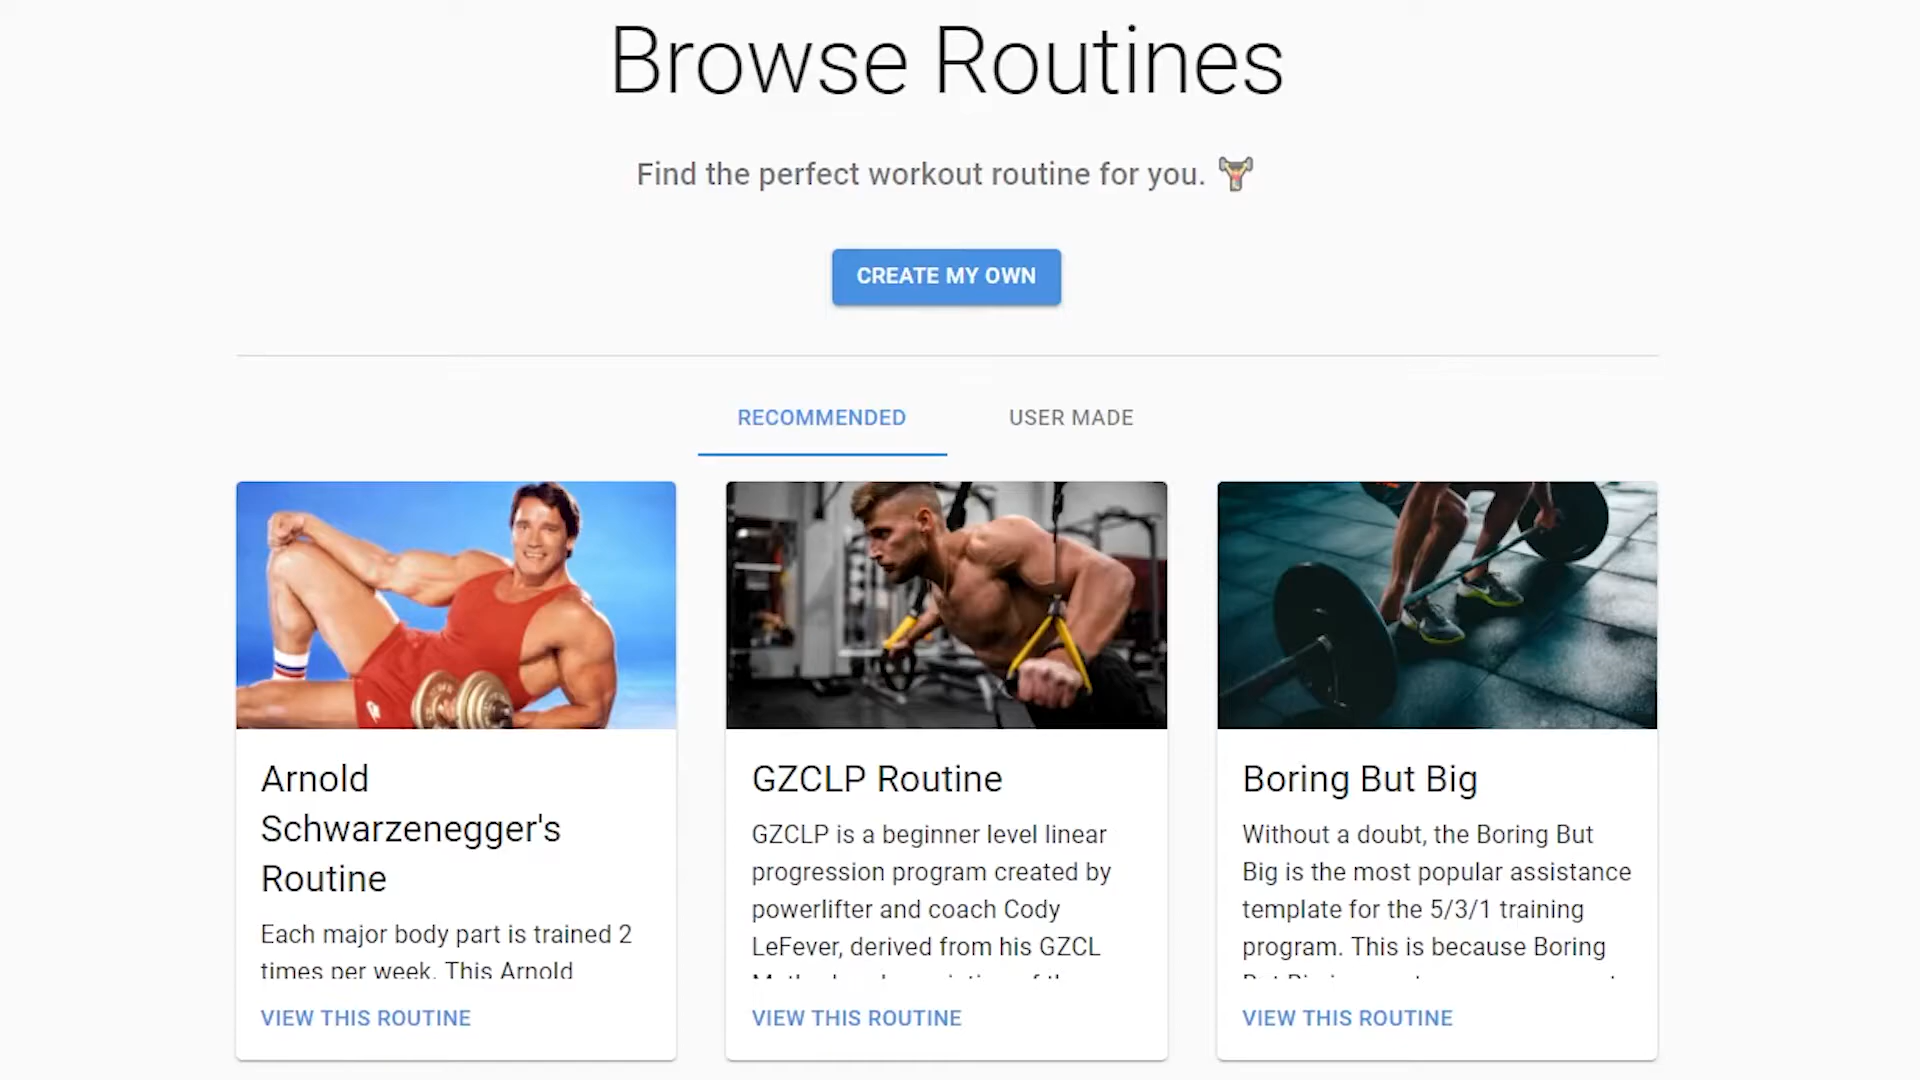 Browse Routines
Find the perfect workout routine for you.
CREATE MY OWN
RECOMMENDED
USER MADE
Arnold
Schwarzenegger's
Routine
Each major body part is trained 2
times per week. This Arnold
VIEW THIS ROUTINE
GZCLP Routine
GZCLP is a beginner level linear
progression program created by
powerlifter and coach Cody
LeFever, derived from his GZCL
VIEW THIS ROUTINE
Boring But Big
Without a doubt, the Boring But
Big is the most popular assistance
template for the 5/3/1 training
program. This is because Boring
VIEW THIS ROUTINE